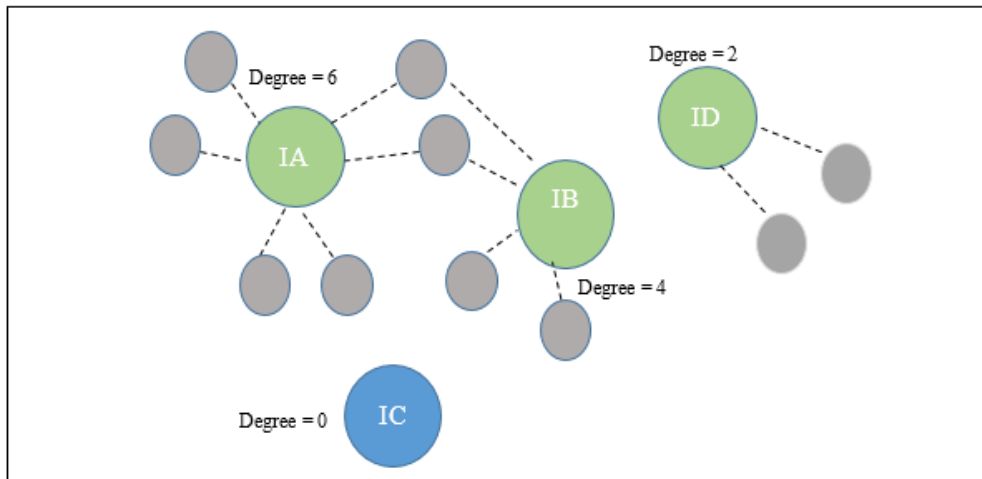 Degree = 2
Degree = 6
ID
IA
IB
Degree = 4
Degree = 0
IC